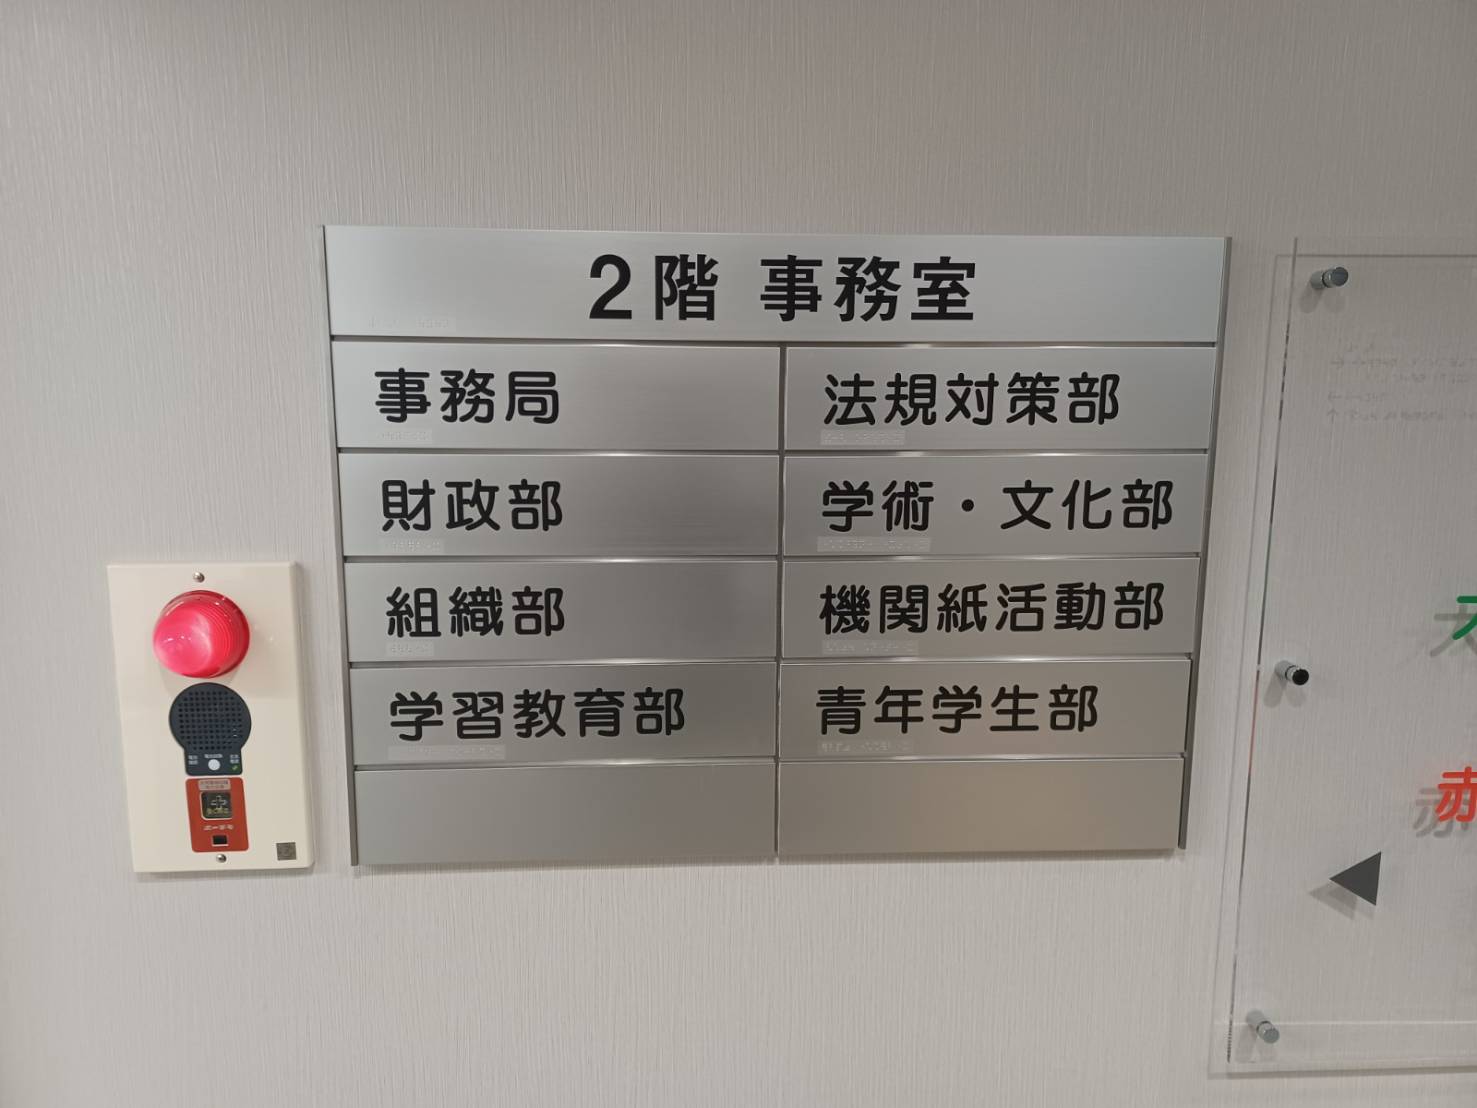 2階 事務室
事務局
法規対策部
財政部
学術・文化部
組織部
機関紙活動部
学習教育部
青年学生部
赤